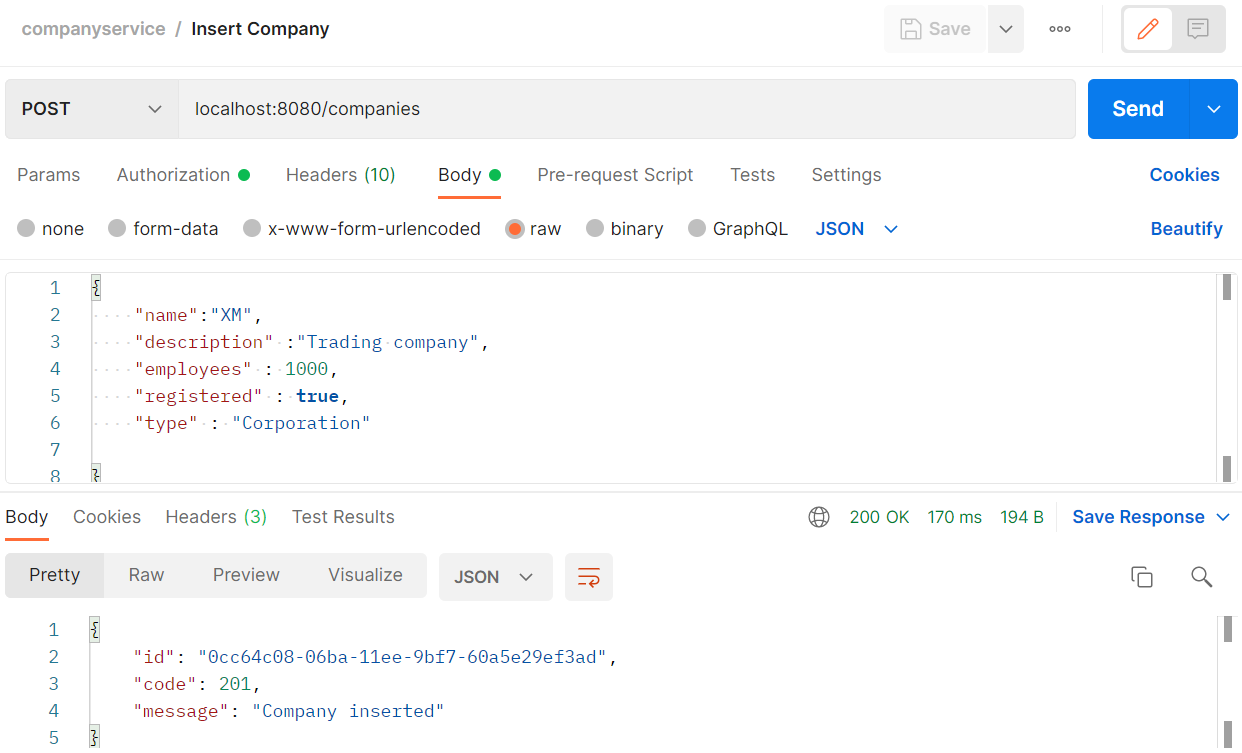 companyservice / Insert Company Save ooo
POST localhost:8080/companies Send
Params Authorization Headers (10) Body Pre-request Script Tests Settings Cookies
none form-data x-www-form-urlencoded raw binary GraphQL JSON Beautify
1 {
2 "name":"XM",
3 "description" :"Trading company",
4 "employees" : 1000,
5 "registered" : true,
6 "type" : "Corporation"
7
8 }
Body Cookies Headers (3) Test Results 200 OK 170 ms 194 B Save Response
Pretty Raw Preview Visualize JSON
1 {
2 "id": "0cc64c08-06ba-11ee-9bf7-60a5e29ef3ad",
3 "code": 201,
4 "message": "Company inserted"
5 }